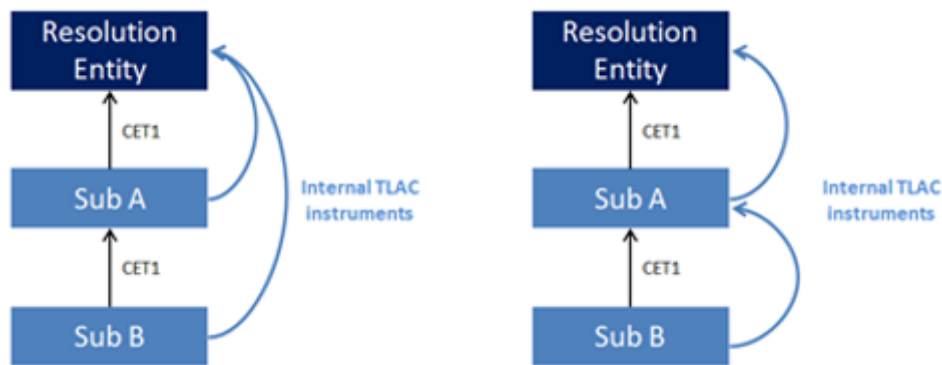 Resolution
Entity
CET1
Sub A
Internal TLAC
instruments
CET1
Sub B
Resolution
Entity
CET1
Sub A
Internal TLAC
instruments
CET1
Sub B